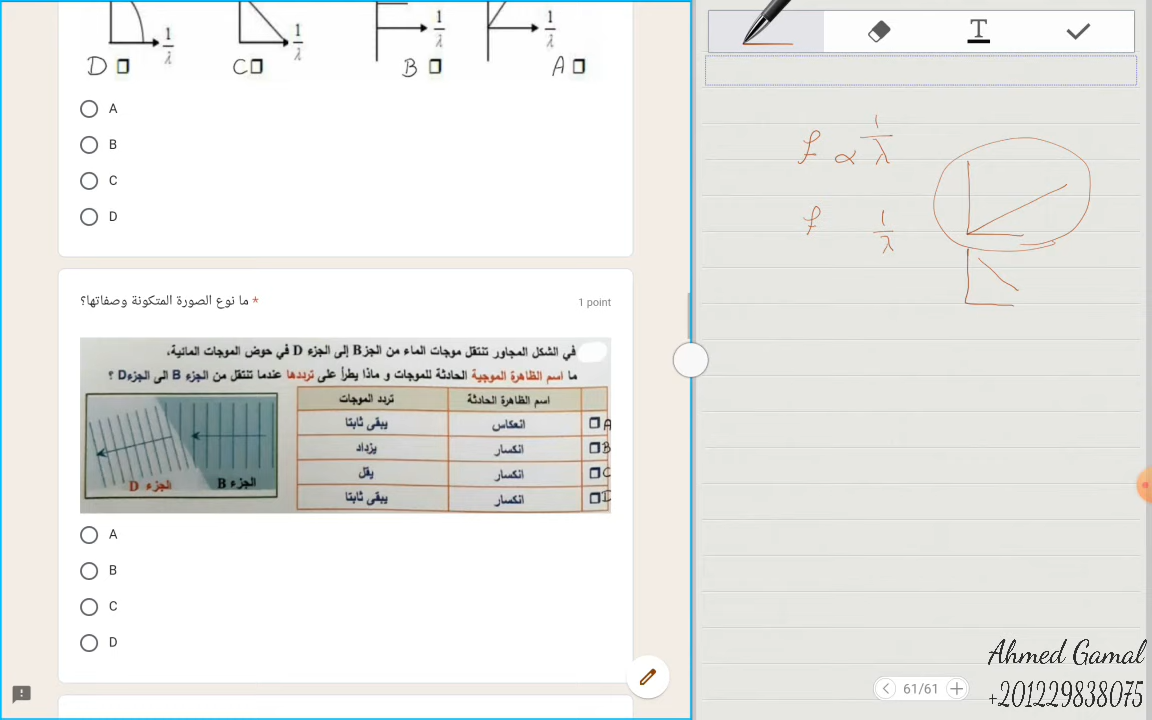 1/λ
1/λ
1/λ
1/λ
D C B A
A
B
C
D
ما نوع الصورة المتكونة وصفاتها؟ *
1 point
في الشكل المجاور تنتقل موجات الماء من الجزB إلى الجزء D في حوض الموجات المائية،
ما اسم الظاهرة الموجية الحادثة للموجات و ماذا يطرأ على ترددها عندما تنتقل من الجزء B الى الجزءD ؟
اسم الظاهرة الحادثة تردد الموجات
A انعكاس يبقى ثابتا
B انكسار يزداد
C انكسار يقل
D انكسار يبقى ثابتا
الجزء B
الجزء D
A
B
C
D
T
f ∝ 1/λ
f 1/λ
Ahmed Gamal
61/61
+201229838075